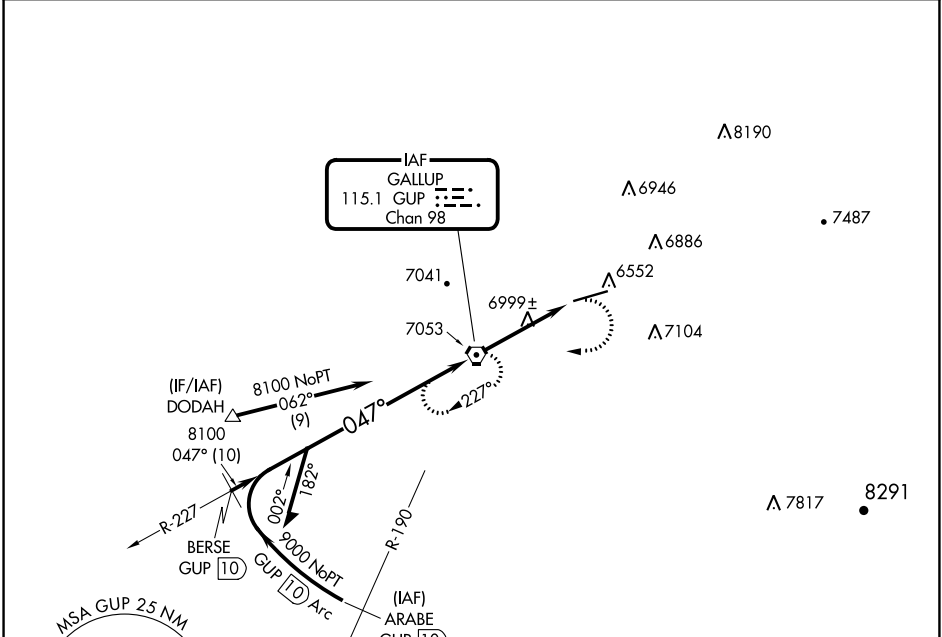 8190
IAF
GALLUP
115.1 GUP
Chan 98
6946
7487
6886
7041
6552
6999±
7053
7104
(IF/IAF)
DODAH
8100 NoPT
062°
(9)
227°
047°
8100
047° (10)
002°
182°
7817
8291
R-227
R-190
BERSE
GUP 10
9000 NoPT
GUP 10 Arc
(IAF)
ARABE
GUP 10
MSA GUP 25 NM